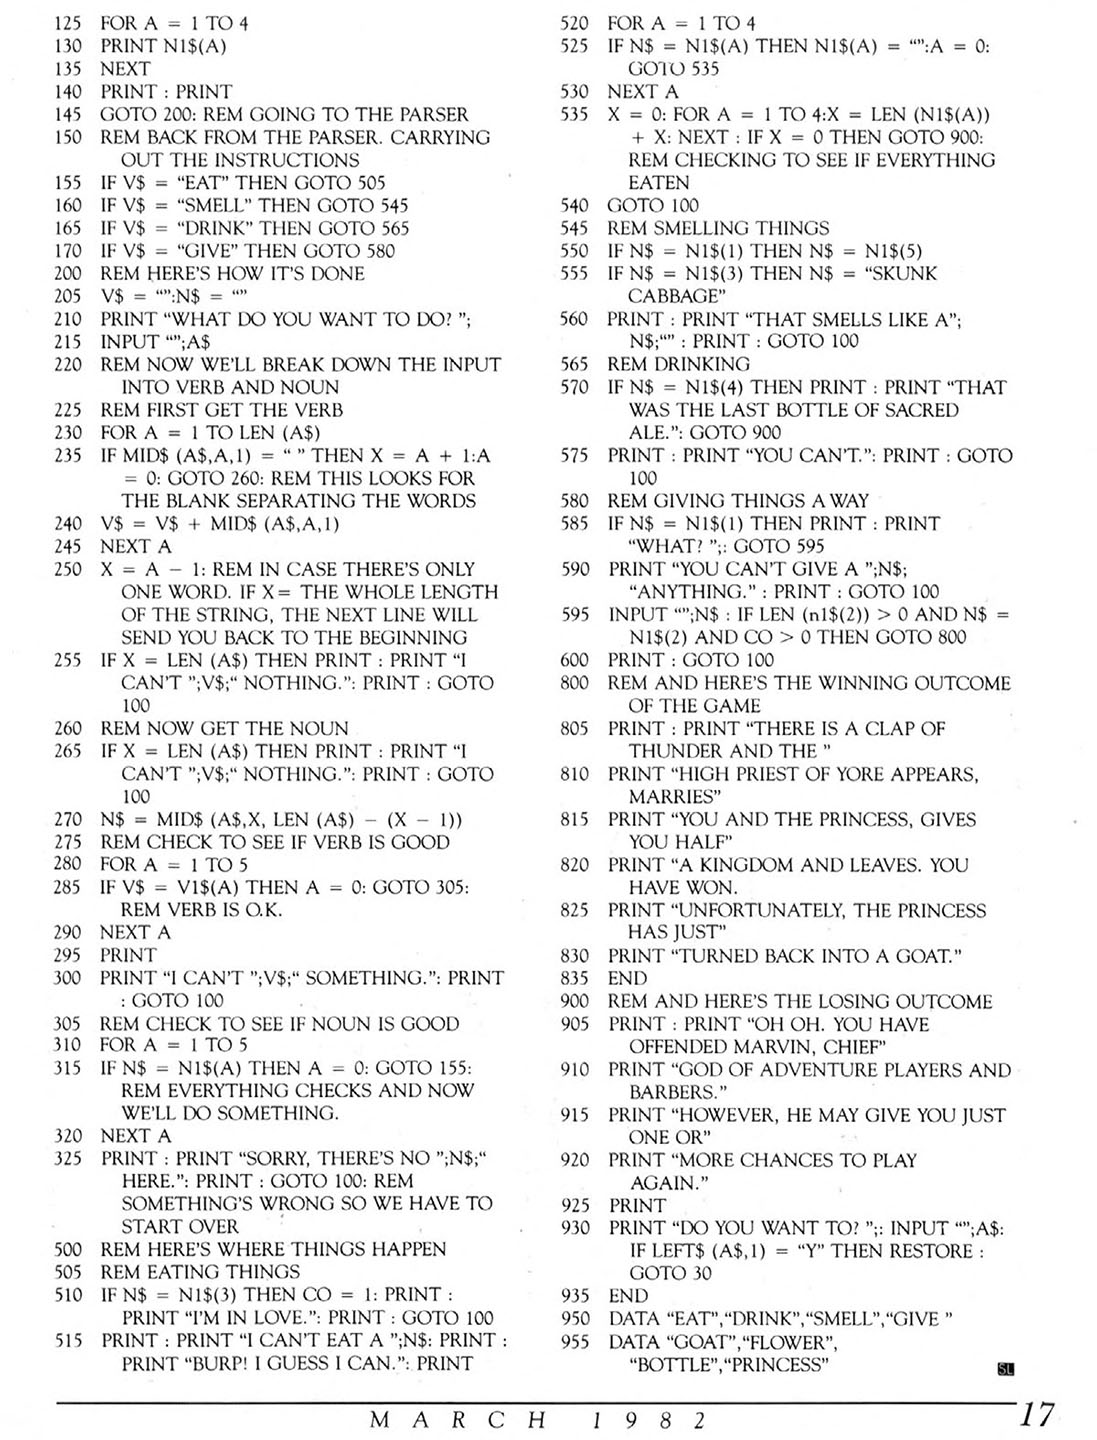 125 FOR A = 1 TO 4
130 PRINT N1$(A)
135 NEXT
140 PRINT : PRINT
145 GOTO 200: REM GOING TO THE PARSER
150 REM BACK FROM THE PARSER. CARRYING
OUT THE INSTRUCTIONS
155 IF V$ = “EAT” THEN GOTO 505
160 IF V$ = “SMELL” THEN GOTO 545
165 IF V$ = “DRINK” THEN GOTO 565
170 IF V$ = “GIVE” THEN GOTO 580
200 REM HERE'S HOW IT'S DONE
205 V$ = “”:N$ = “”
210 PRINT “WHAT DO YOU WANT TO DO? ”;
215 INPUT “”;A$
220 REM NOW WE'LL BREAK DOWN THE INPUT
INTO VERB AND NOUN
225 REM FIRST GET THE VERB
230 FOR A = 1 TO LEN (A$)
235 IF MID$ (A$,A,1) = “ ” THEN X = A + 1:A
= 0: GOTO 260: REM THIS LOOKS FOR
THE BLANK SEPARATING THE WORDS
240 V$ = V$ + MID$ (A$,A,1)
245 NEXT A
250 X = A − 1: REM IN CASE THERE'S ONLY
ONE WORD. IF X= THE WHOLE LENGTH
OF THE STRING, THE NEXT LINE WILL
SEND YOU BACK TO THE BEGINNING
255 IF X = LEN (A$) THEN PRINT : PRINT “I
CAN'T ”;V$;“ NOTHING.”: PRINT : GOTO
100
260 REM NOW GET THE NOUN
265 IF X = LEN (A$) THEN PRINT : PRINT “I
CAN'T ”;V$;“ NOTHING.”: PRINT : GOTO
100
270 N$ = MID$ (A$,X, LEN (A$) − (X − 1))
275 REM CHECK TO SEE IF VERB IS GOOD
280 FOR A = 1 TO 5
285 IF V$ = V1$(A) THEN A = 0: GOTO 305:
REM VERB IS O.K.
290 NEXT A
295 PRINT
300 PRINT “I CAN'T ”;V$;“ SOMETHING.”: PRINT
: GOTO 100
305 REM CHECK TO SEE IF NOUN IS GOOD
310 FOR A = 1 TO 5
315 IF N$ = N1$(A) THEN A = 0: GOTO 155:
REM EVERYTHING CHECKS AND NOW
WE'LL DO SOMETHING.
320 NEXT A
325 PRINT : PRINT “SORRY, THERE'S NO ”;N$;“
HERE.”: PRINT : GOTO 100: REM
SOMETHING'S WRONG SO WE HAVE TO
START OVER
500 REM HERE'S WHERE THINGS HAPPEN
505 REM EATING THINGS
510 IF N$ = N1$(3) THEN CO = 1: PRINT :
PRINT “I'M IN LOVE.”: PRINT : GOTO 100
515 PRINT : PRINT “I CAN'T EAT A ”;N$: PRINT :
PRINT “BURP! I GUESS I CAN.”: PRINT
520 FOR A = 1 TO 4
525 IF N$ = N1$(A) THEN N1$(A) = “”:A = 0:
GOTO 535
530 NEXT A
535 X = 0: FOR A = 1 TO 4:X = LEN (N1$(A))
+ X: NEXT : IF X = 0 THEN GOTO 900:
REM CHECKING TO SEE IF EVERYTHING
EATEN
540 GOTO 100
545 REM SMELLING THINGS
550 IF N$ = N1$(1) THEN N$ = N1$(5)
555 IF N$ = N1$(3) THEN N$ = “SKUNK
CABBAGE”
560 PRINT : PRINT “THAT SMELLS LIKE A”;
N$;“” : PRINT : GOTO 100
565 REM DRINKING
570 IF N$ = N1$(4) THEN PRINT : PRINT “THAT
WAS THE LAST BOTTLE OF SACRED
ALE.”: GOTO 900
575 PRINT : PRINT “YOU CAN'T.”: PRINT : GOTO
100
580 REM GIVING THINGS AWAY
585 IF N$ = N1$(1) THEN PRINT : PRINT
“WHAT? ”;: GOTO 595
590 PRINT “YOU CAN'T GIVE A ”;N$;
“ANYTHING.” : PRINT : GOTO 100
595 INPUT “”;N$ : IF LEN (n1$(2)) > 0 AND N$ =
N1$(2) AND CO > 0 THEN GOTO 800
600 PRINT : GOTO 100
800 REM AND HERE'S THE WINNING OUTCOME
OF THE GAME
805 PRINT : PRINT “THERE IS A CLAP OF
THUNDER AND THE ”
810 PRINT “HIGH PRIEST OF YORE APPEARS,
MARRIES”
815 PRINT “YOU AND THE PRINCESS, GIVES
YOU HALF”
820 PRINT “A KINGDOM AND LEAVES. YOU
HAVE WON.
825 PRINT “UNFORTUNATELY, THE PRINCESS
HAS JUST”
830 PRINT “TURNED BACK INTO A GOAT.”
835 END
900 REM AND HERE'S THE LOSING OUTCOME
905 PRINT : PRINT “OH OH. YOU HAVE
OFFENDED MARVIN, CHIEF”
910 PRINT “GOD OF ADVENTURE PLAYERS AND
BARBERS.”
915 PRINT “HOWEVER, HE MAY GIVE YOU JUST
ONE OR”
920 PRINT “MORE CHANCES TO PLAY
AGAIN.”
925 PRINT
930 PRINT “DO YOU WANT TO? ”;: INPUT “”;A$:
IF LEFT$ (A$,1) = “Y” THEN RESTORE :
GOTO 30
935 END
950 DATA “EAT”,“DRINK”,“SMELL”,“GIVE ”
955 DATA “GOAT”,“FLOWER”,
“BOTTLE”,“PRINCESS”
SL
MARCH 1982 17